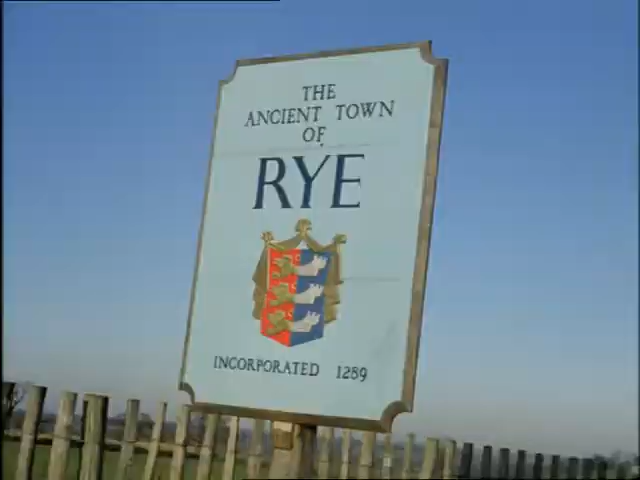 THE
ANCIENT TOWN
OF
RYE
INCORPORATED 1289